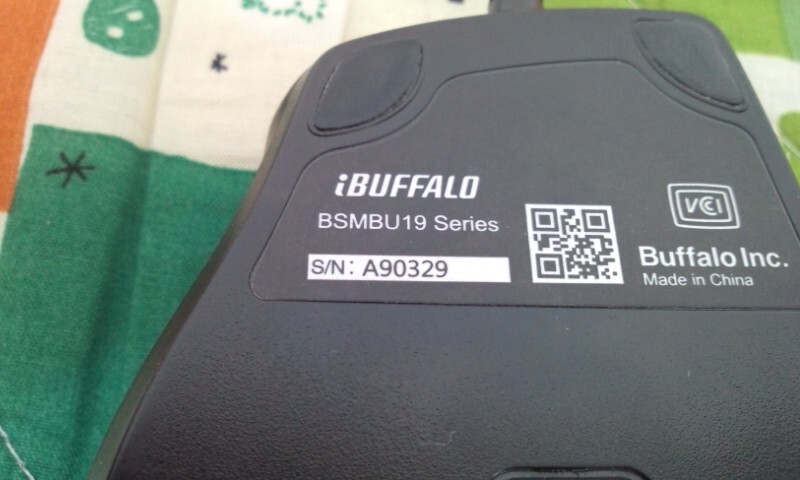 iBUFFALO
BSMBU19 Series
S/N: A90329
VCI
Buffalo Inc.
Made in China